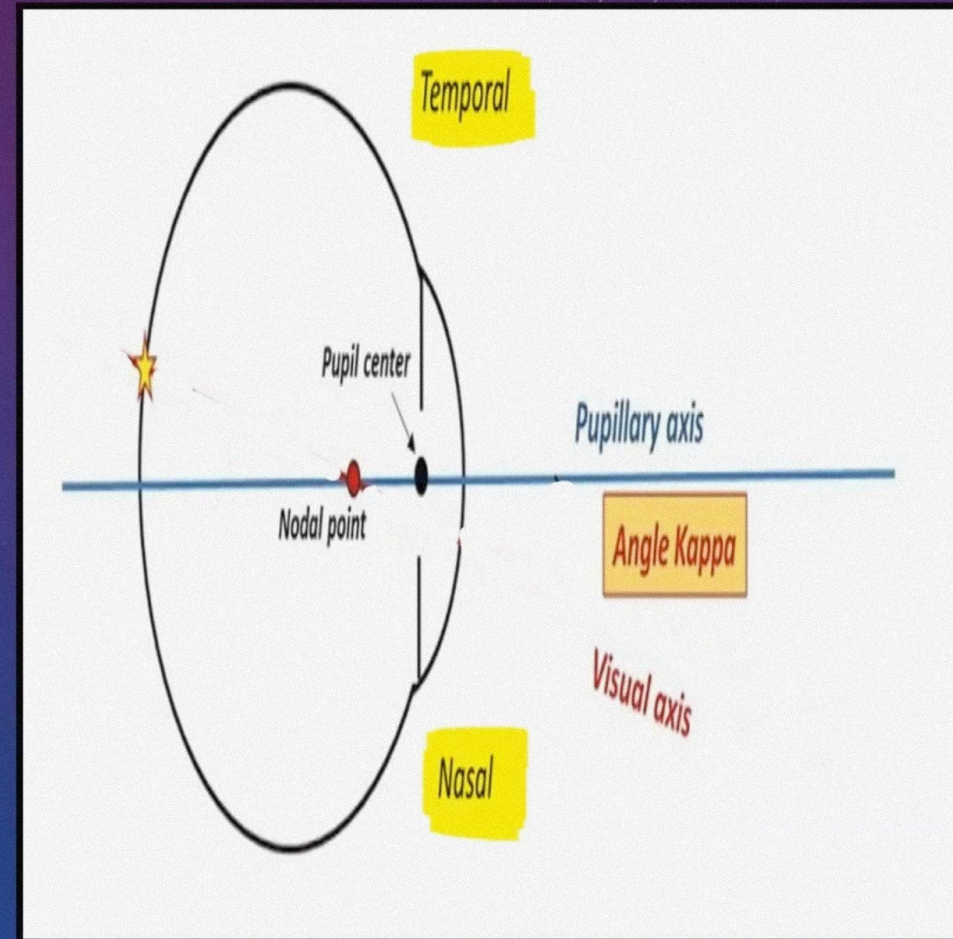 Temporal
Pupil center
Pupillary axis
Nodal point
Angle Kappa
Visual axis
Nasal